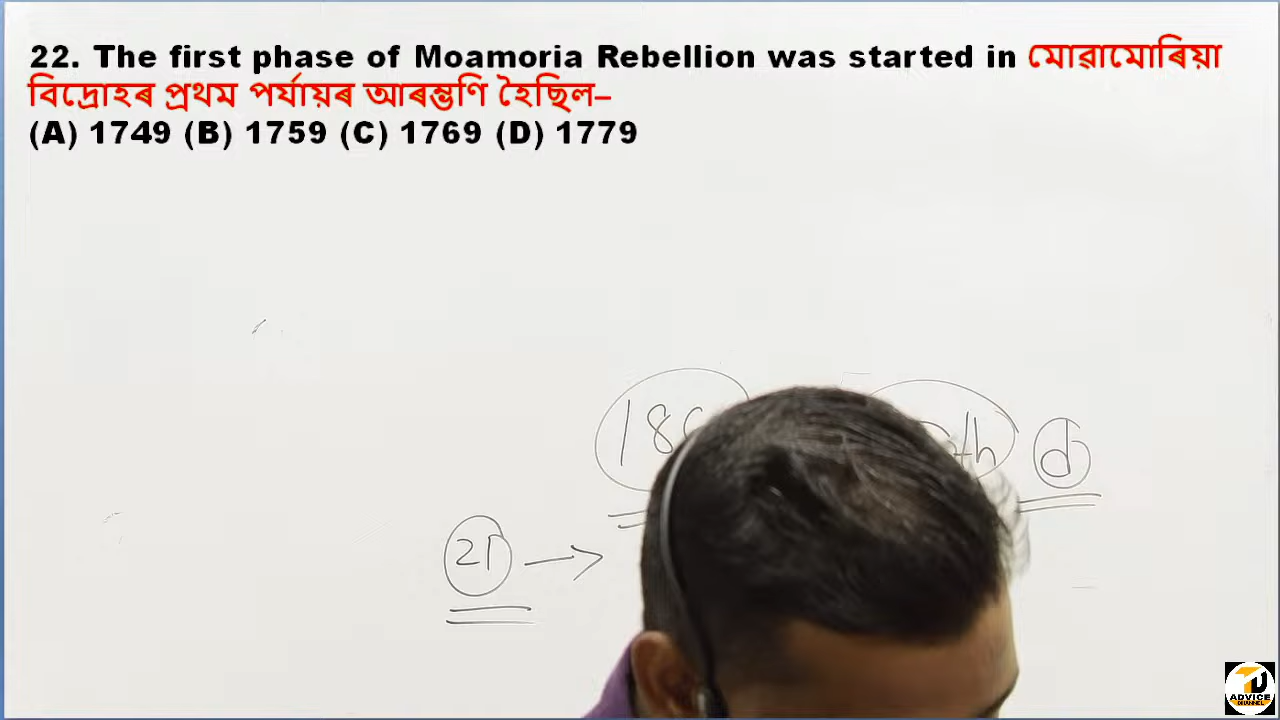 22. The first phase of Moamoria Rebellion was started in মোৱামোৰিয়া
বিদ্ৰোহৰ প্ৰথম পৰ্যায়ৰ আৰম্ভণি হৈছিল–
(A) 1749 (B) 1759 (C) 1769 (D) 1779
d
21 →
ADVICE
CHANNEL